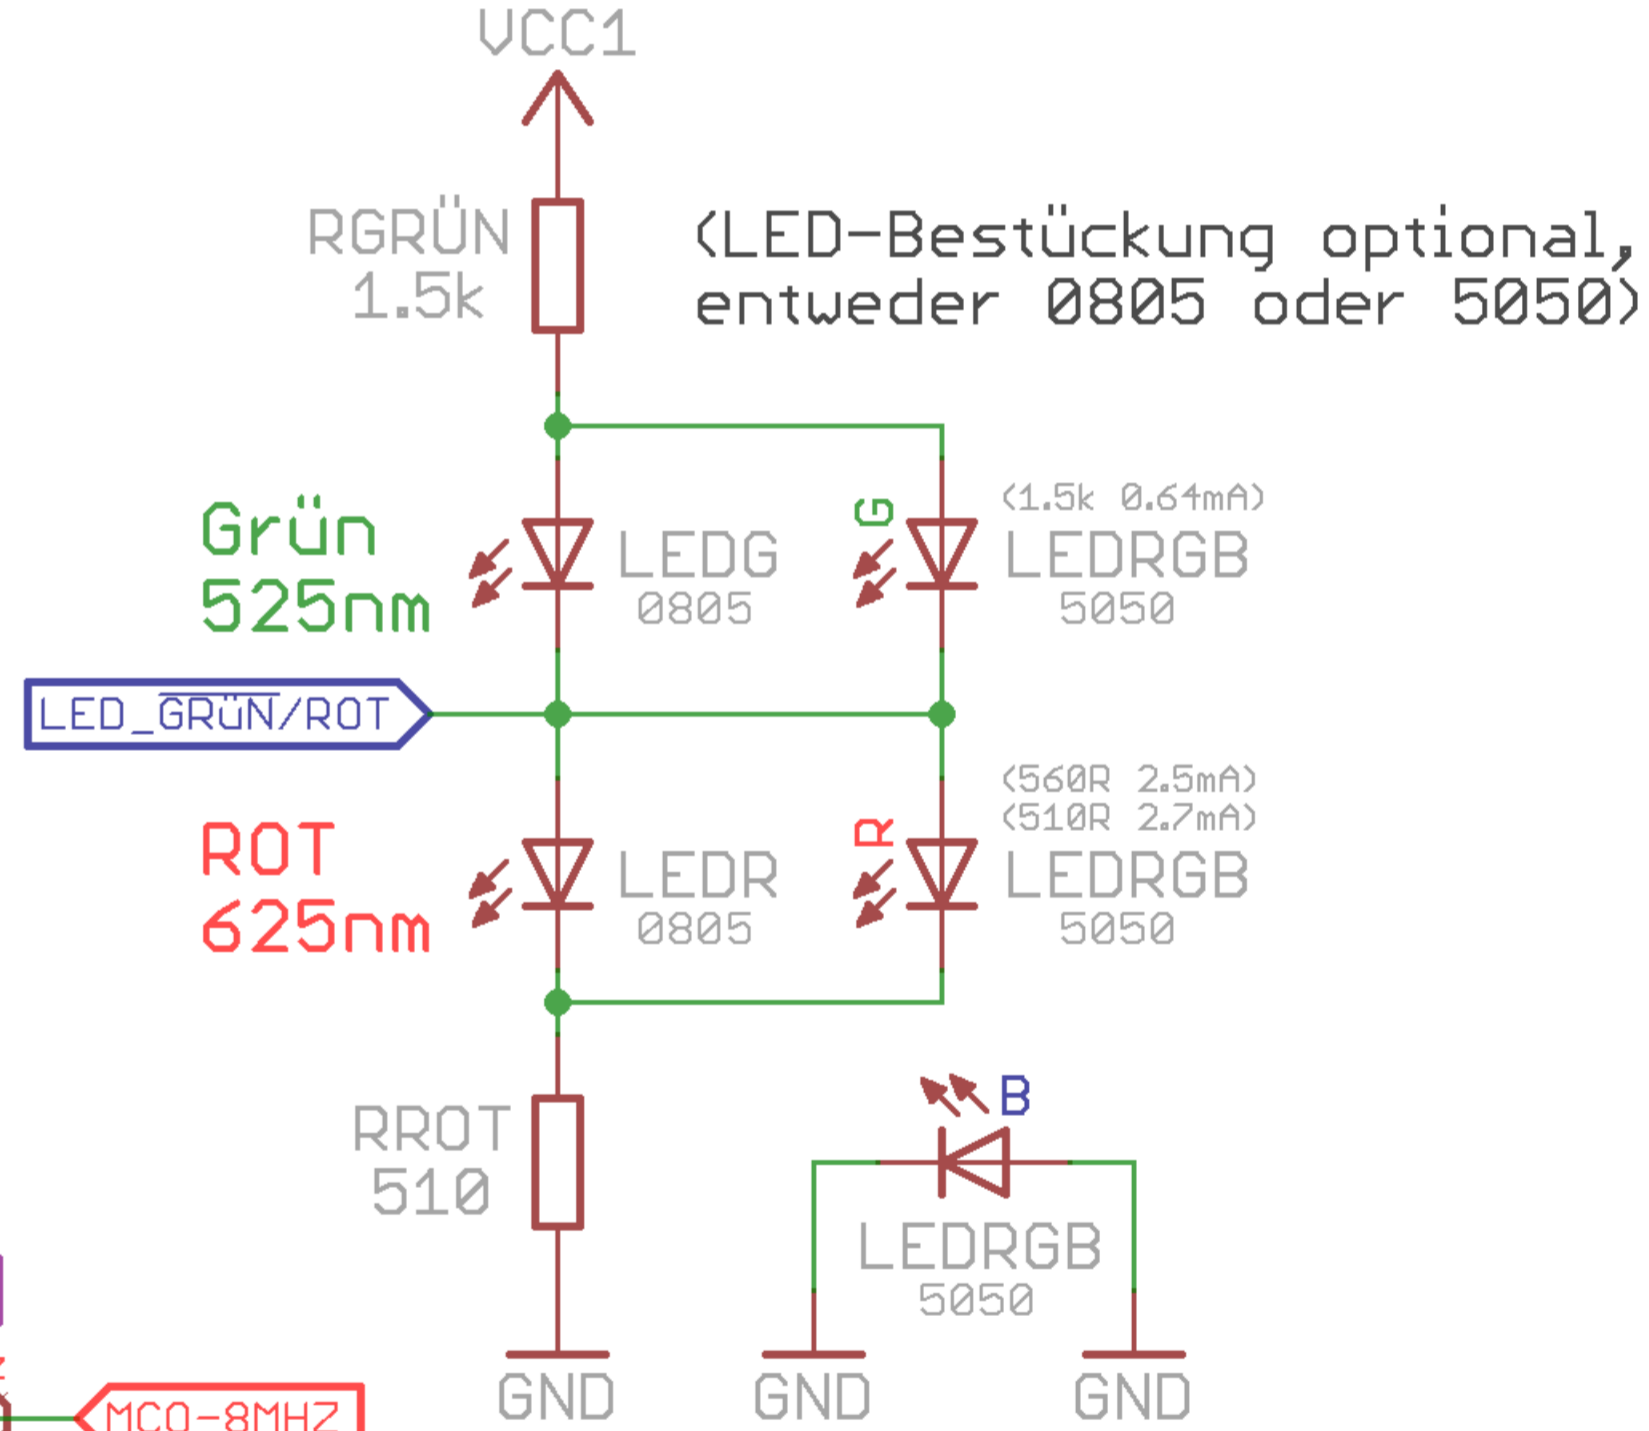 VCC1
RGRÜN
1.5k
(LED-Bestückung optional,
entweder 0805 oder 5050)
Grün
525nm
LEDG
0805
G
(1.5k 0.64mA)
LEDRGB
5050
LED_GRüN/ROT
ROT
625nm
LEDR
0805
R
(560R 2.5mA)
(510R 2.7mA)
LEDRGB
5050
RROT
510
B
LEDRGB
5050
GND
GND
GND
MCO-8MHZ